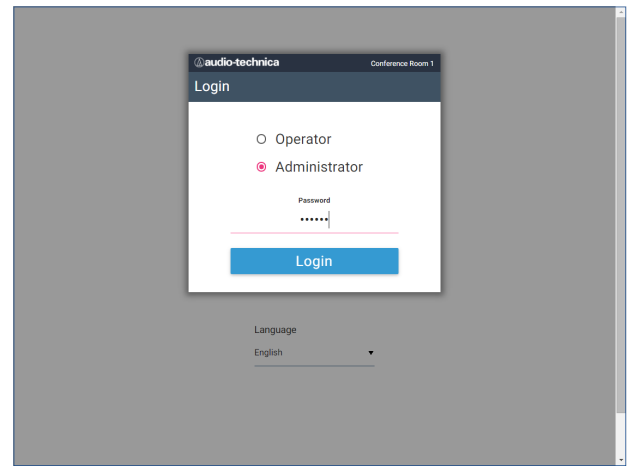 audio-technica
Conference Room 1
Login
Operator
Administrator
Password
••••••
Login
Language
English